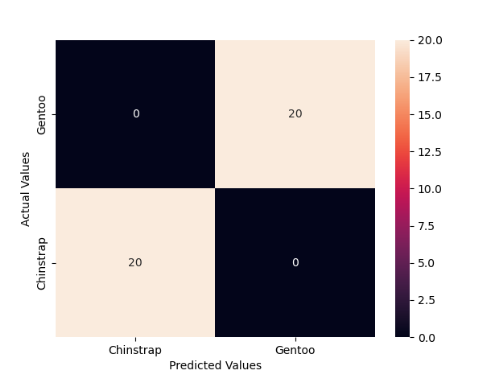 Actual Values
Gentoo
Chinstrap
0
20
20
0
Chinstrap
Gentoo
Predicted Values
20.0
17.5
15.0
12.5
10.0
7.5
5.0
2.5
0.0